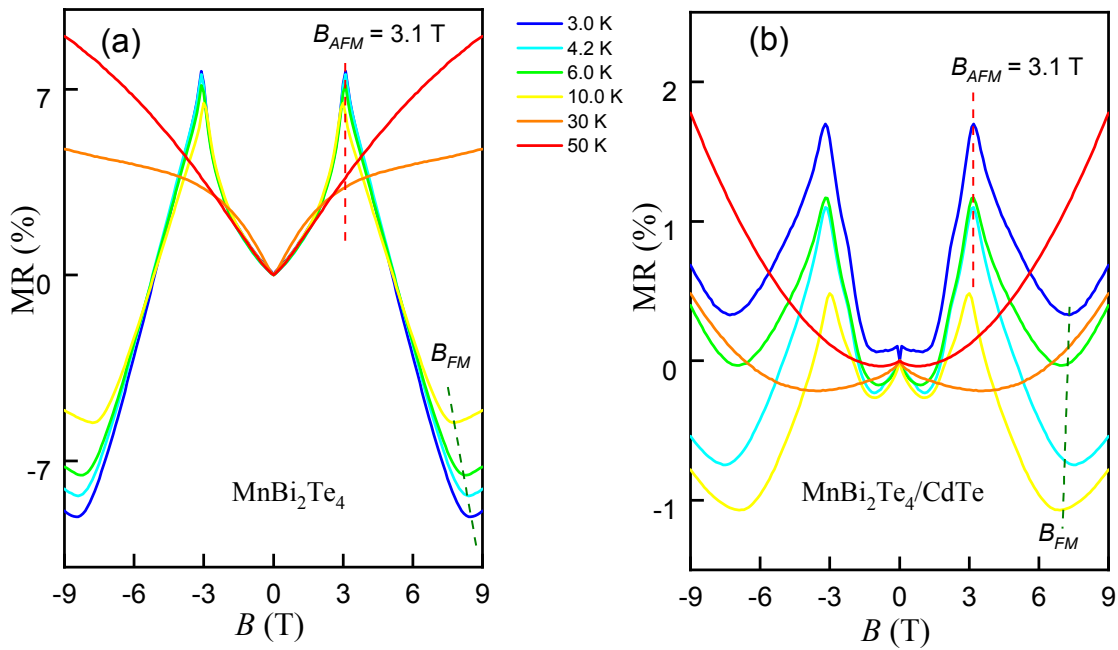 (a)
B_AFM = 3.1 T
MR (%)
7
0
-7
B_FM
MnBi₂Te₄
-9 -6 -3 0 3 6 9
B (T)
3.0 K
4.2 K
6.0 K
10.0 K
30 K
50 K
(b)
B_AFM = 3.1 T
MR (%)
2
1
0
-1
MnBi₂Te₄/CdTe
B_FM
-9 -6 -3 0 3 6 9
B (T)